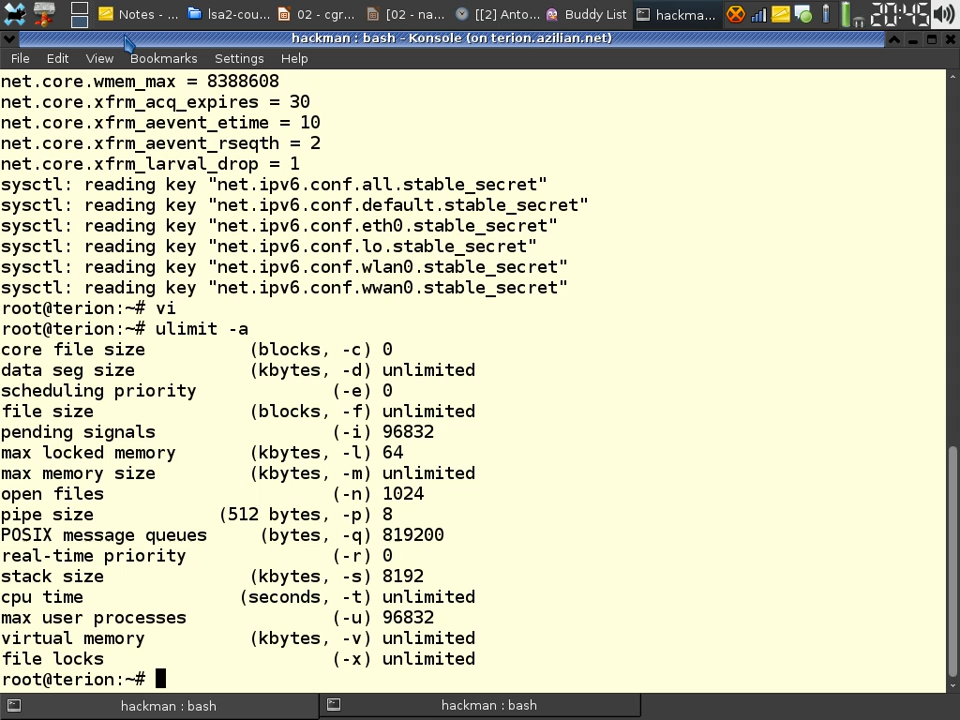 Notes - ...
lsa2-cou...
02 - cgr...
[02 - na...
[[2] Anto...
Buddy List
hackma...
20:45
hackman : bash - Konsole (on terion.azilian.net)
File Edit View Bookmarks Settings Help
net.core.wmem_max = 8388608
net.core.xfrm_acq_expires = 30
net.core.xfrm_aevent_etime = 10
net.core.xfrm_aevent_rseqth = 2
net.core.xfrm_larval_drop = 1
sysctl: reading key "net.ipv6.conf.all.stable_secret"
sysctl: reading key "net.ipv6.conf.default.stable_secret"
sysctl: reading key "net.ipv6.conf.eth0.stable_secret"
sysctl: reading key "net.ipv6.conf.lo.stable_secret"
sysctl: reading key "net.ipv6.conf.wlan0.stable_secret"
sysctl: reading key "net.ipv6.conf.wwan0.stable_secret"
root@terion:~# vi
root@terion:~# ulimit -a
core file size          (blocks, -c) 0
data seg size           (kbytes, -d) unlimited
scheduling priority             (-e) 0
file size               (blocks, -f) unlimited
pending signals                 (-i) 96832
max locked memory       (kbytes, -l) 64
max memory size         (kbytes, -m) unlimited
open files                      (-n) 1024
pipe size            (512 bytes, -p) 8
POSIX message queues     (bytes, -q) 819200
real-time priority              (-r) 0
stack size              (kbytes, -s) 8192
cpu time               (seconds, -t) unlimited
max user processes              (-u) 96832
virtual memory          (kbytes, -v) unlimited
file locks                      (-x) unlimited
root@terion:~#
hackman : bash
hackman : bash